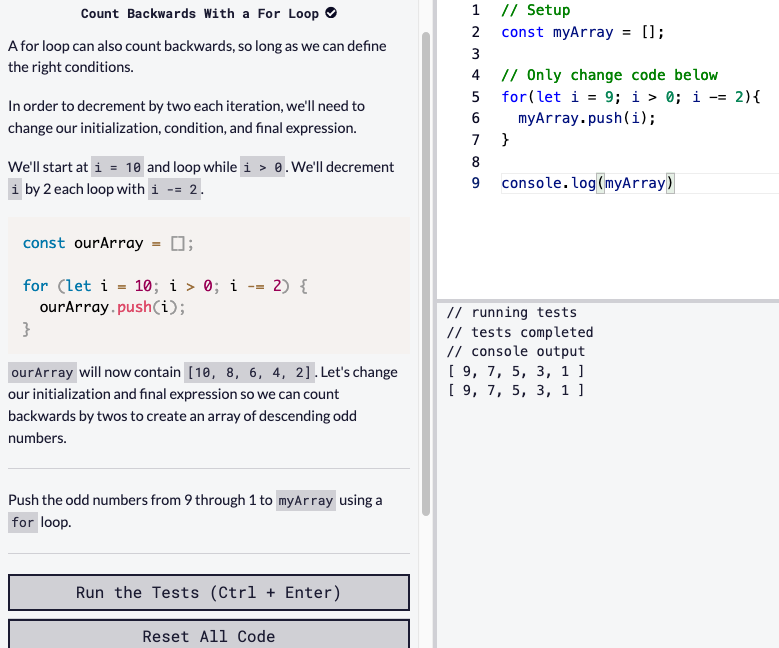 Count Backwards With a For Loop
A for loop can also count backwards, so long as we can define
the right conditions.
In order to decrement by two each iteration, we'll need to
change our initialization, condition, and final expression.
We'll start at i = 10 and loop while i > 0. We'll decrement
i by 2 each loop with i -= 2.
const ourArray = [];
for (let i = 10; i > 0; i -= 2) {
ourArray.push(i);
}
ourArray will now contain [10, 8, 6, 4, 2]. Let's change
our initialization and final expression so we can count
backwards by twos to create an array of descending odd
numbers.
Push the odd numbers from 9 through 1 to myArray using a
for loop.
Run the Tests (Ctrl + Enter)
Reset All Code
1 // Setup
2 const myArray = [];
3
4 // Only change code below
5 for(let i = 9; i > 0; i -= 2){
6 myArray.push(i);
7 }
8
9 console.log(myArray)
// running tests
// tests completed
// console output
[ 9, 7, 5, 3, 1 ]
[ 9, 7, 5, 3, 1 ]